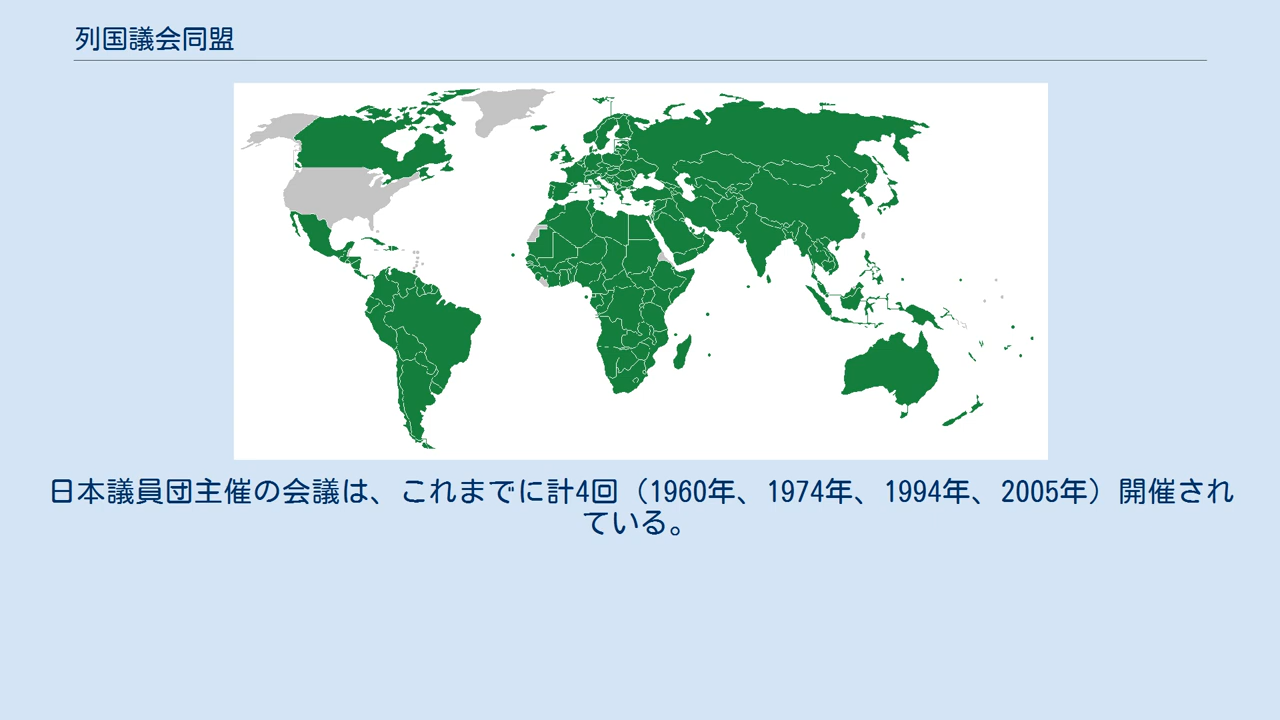 列国議会同盟
日本議員団主催の会議は、これまでに計4回（1960年、1974年、1994年、2005年）開催され
ている。